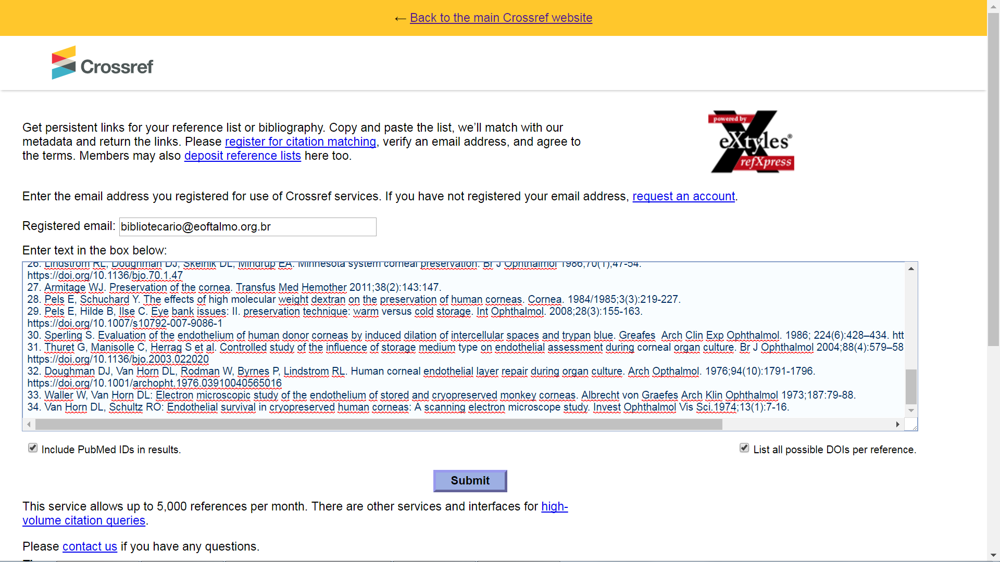 ← Back to the main Crossref website
Crossref
Get persistent links for your reference list or bibliography. Copy and paste the list, we’ll match with our
metadata and return the links. Please register for citation matching, verify an email address, and agree to
the terms. Members may also deposit reference lists here too.
powered by
eXtyles®
refXpress
Enter the email address you registered for use of Crossref services. If you have not registered your email address, request an account.
Registered email: bibliotecario@eoftalmo.org.br
Enter text in the box below:
26. Lindstrom RL, Doughman DJ, Skelnik DL, Mindrup EA. Minnesota system corneal preservation. Br J Ophthalmol 1986;70(1);47-54.
https://doi.org/10.1136/bjo.70.1.47
27. Armitage WJ. Preservation of the cornea. Transfus Med Hemother 2011;38(2):143:147.
28. Pels E, Schuchard Y. The effects of high molecular weight dextran on the preservation of human corneas. Cornea. 1984/1985;3(3):219-227.
29. Pels E, Hilde B, Ilse C. Eye bank issues: II. preservation technique: warm versus cold storage. Int Ophthalmol. 2008;28(3):155-163.
https://doi.org/10.1007/s10792-007-9086-1
30. Sperling S. Evaluation of the endothelium of human donor corneas by induced dilation of intercellular spaces and trypan blue. Greafes  Arch Clin Exp Ophthalmol. 1986; 224(6):428–434. htt
31. Thuret G, Manisolle C, Herrag S et al. Controlled study of the influence of storage medium type on endothelial assessment during corneal organ culture. Br J Ophthalmol 2004;88(4):579–58
https://doi.org/10.1136/bjo.2003.022020
32. Doughman DJ, Van Horn DL, Rodman W, Byrnes P, Lindstrom RL. Human corneal endothelial layer repair during organ culture. Arch Opthalmol. 1976;94(10):1791-1796.
https://doi.org/10.1001/archopht.1976.03910040565016
33. Waller W, Van Horn DL: Electron microscopic study of the endothelium of stored and cryopreserved monkey corneas. Albrecht von Graefes Arch Klin Ophthalmol 1973;187:79-88.
34. Van Horn DL, Schultz RO: Endothelial survival in cryopreserved human corneas: A scanning electron microscope study. Invest Ophthalmol Vis Sci.1974;13(1):7-16.
Include PubMed IDs in results.
List all possible DOIs per reference.
Submit
This service allows up to 5,000 references per month. There are other services and interfaces for high-
volume citation queries.
Please contact us if you have any questions.